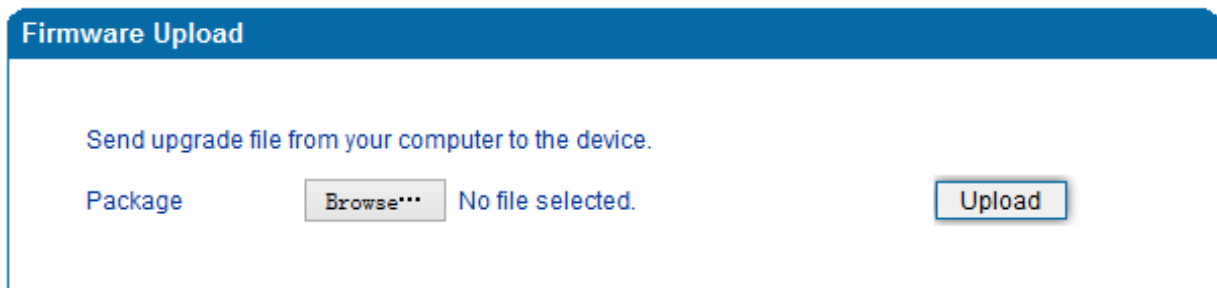 Firmware Upload
Send upgrade file from your computer to the device.
Package Browse··· No file selected. Upload